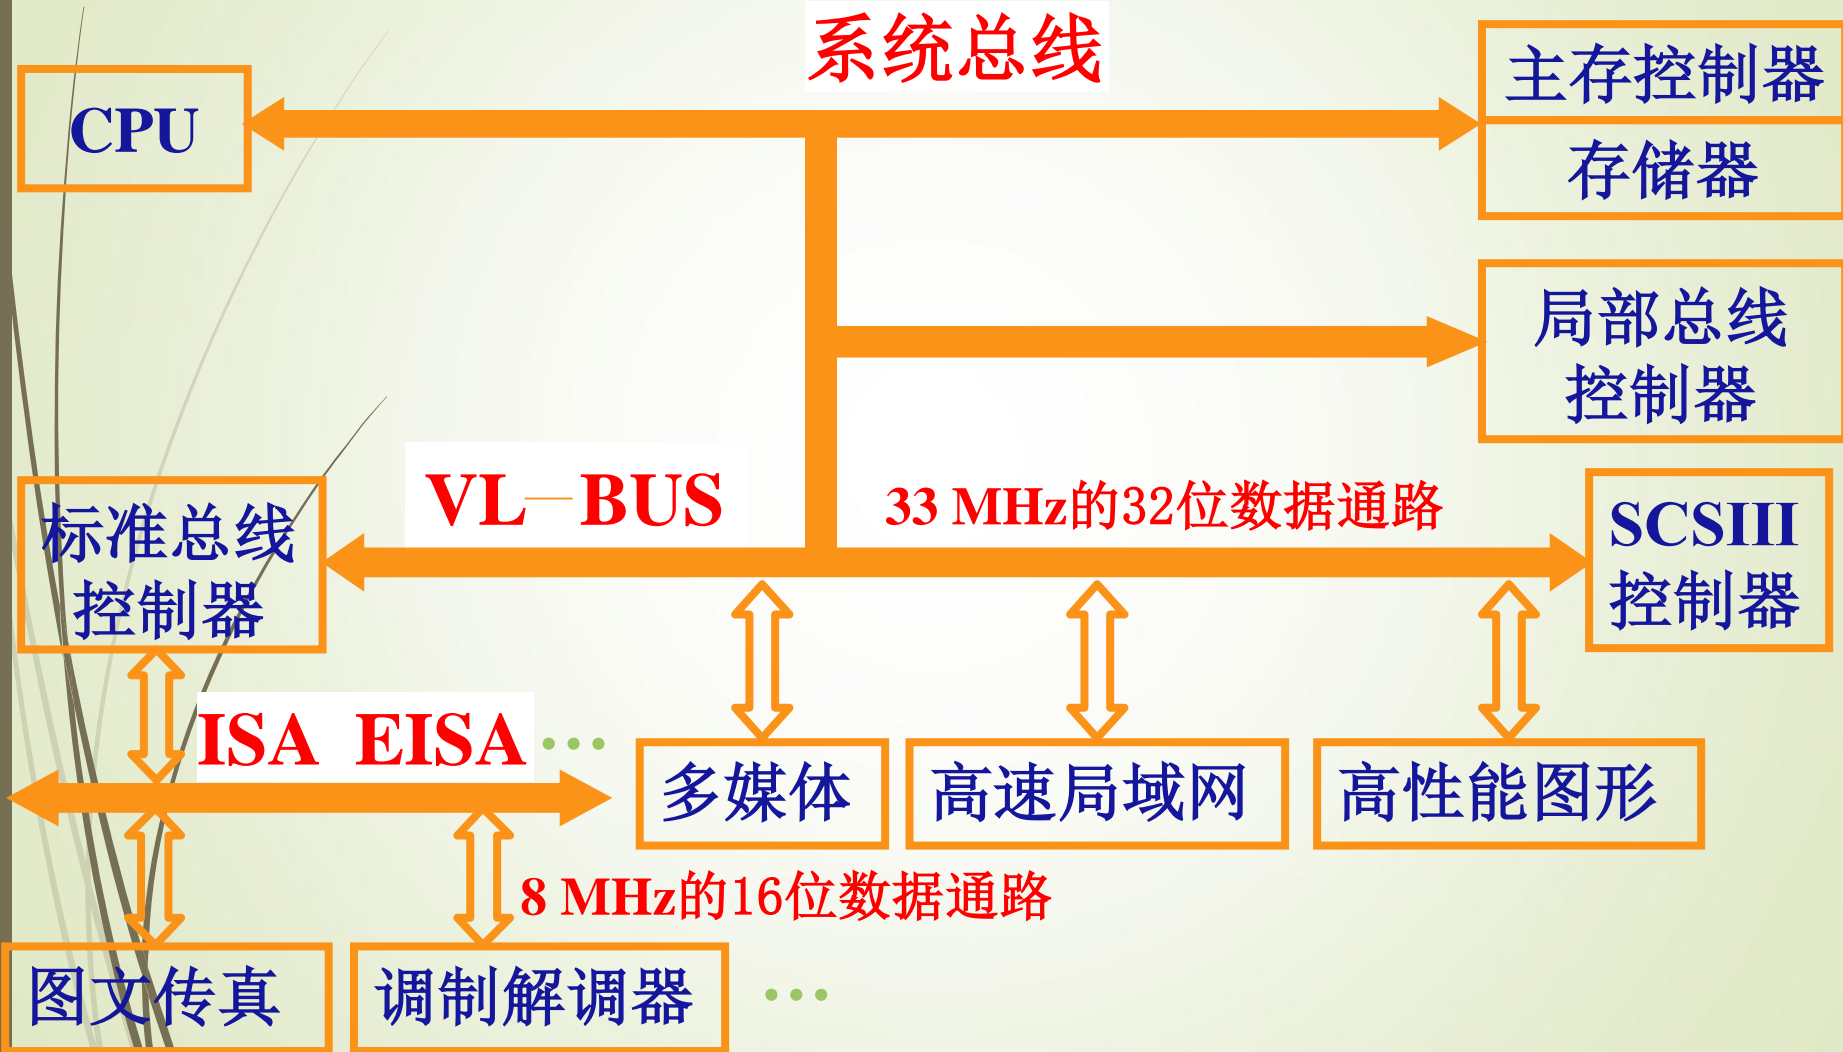 系统总线
CPU
主存控制器
存储器
局部总线
控制器
VL—BUS
33 MHz的32位数据通路
标准总线
控制器
SCSIII
控制器
ISA EISA…
多媒体
高速局域网
高性能图形
8 MHz的16位数据通路
图文传真
调制解调器
…